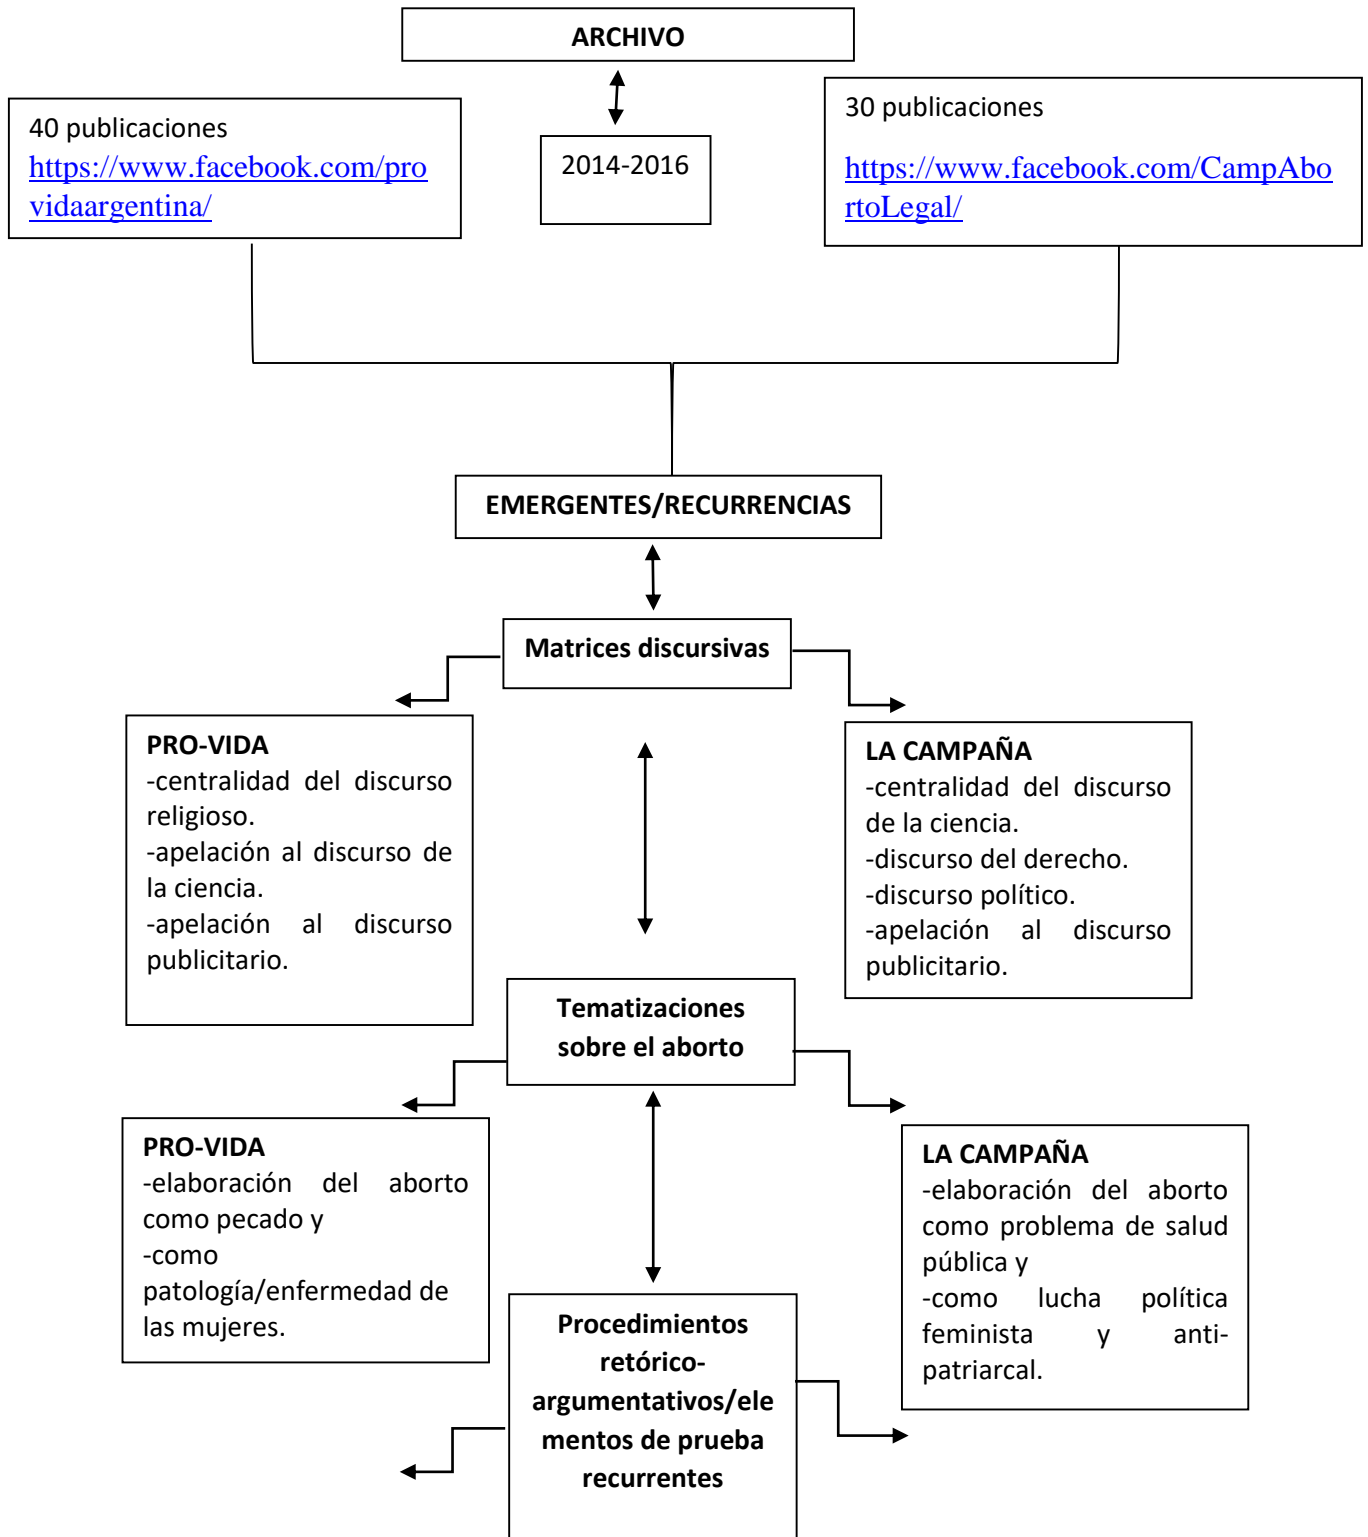 ARCHIVO
40 publicaciones
https://www.facebook.com/pro
vidaargentina/
2014-2016
30 publicaciones
https://www.facebook.com/CampAbo
rtoLegal/
EMERGENTES/RECURRENCIAS
Matrices discursivas
PRO-VIDA
-centralidad del discurso
religioso.
-apelación al discurso de
la ciencia.
-apelación al discurso
publicitario.
LA CAMPAÑA
-centralidad del discurso
de la ciencia.
-discurso del derecho.
-discurso político.
-apelación al discurso
publicitario.
Tematizaciones
sobre el aborto
PRO-VIDA
-elaboración del aborto
como pecado y
-como
patología/enfermedad de
las mujeres.
LA CAMPAÑA
-elaboración del aborto
como problema de salud
pública y
-como lucha política
feminista y anti-
patriarcal.
Procedimientos
retórico-
argumentativos/ele
mentos de prueba
recurrentes